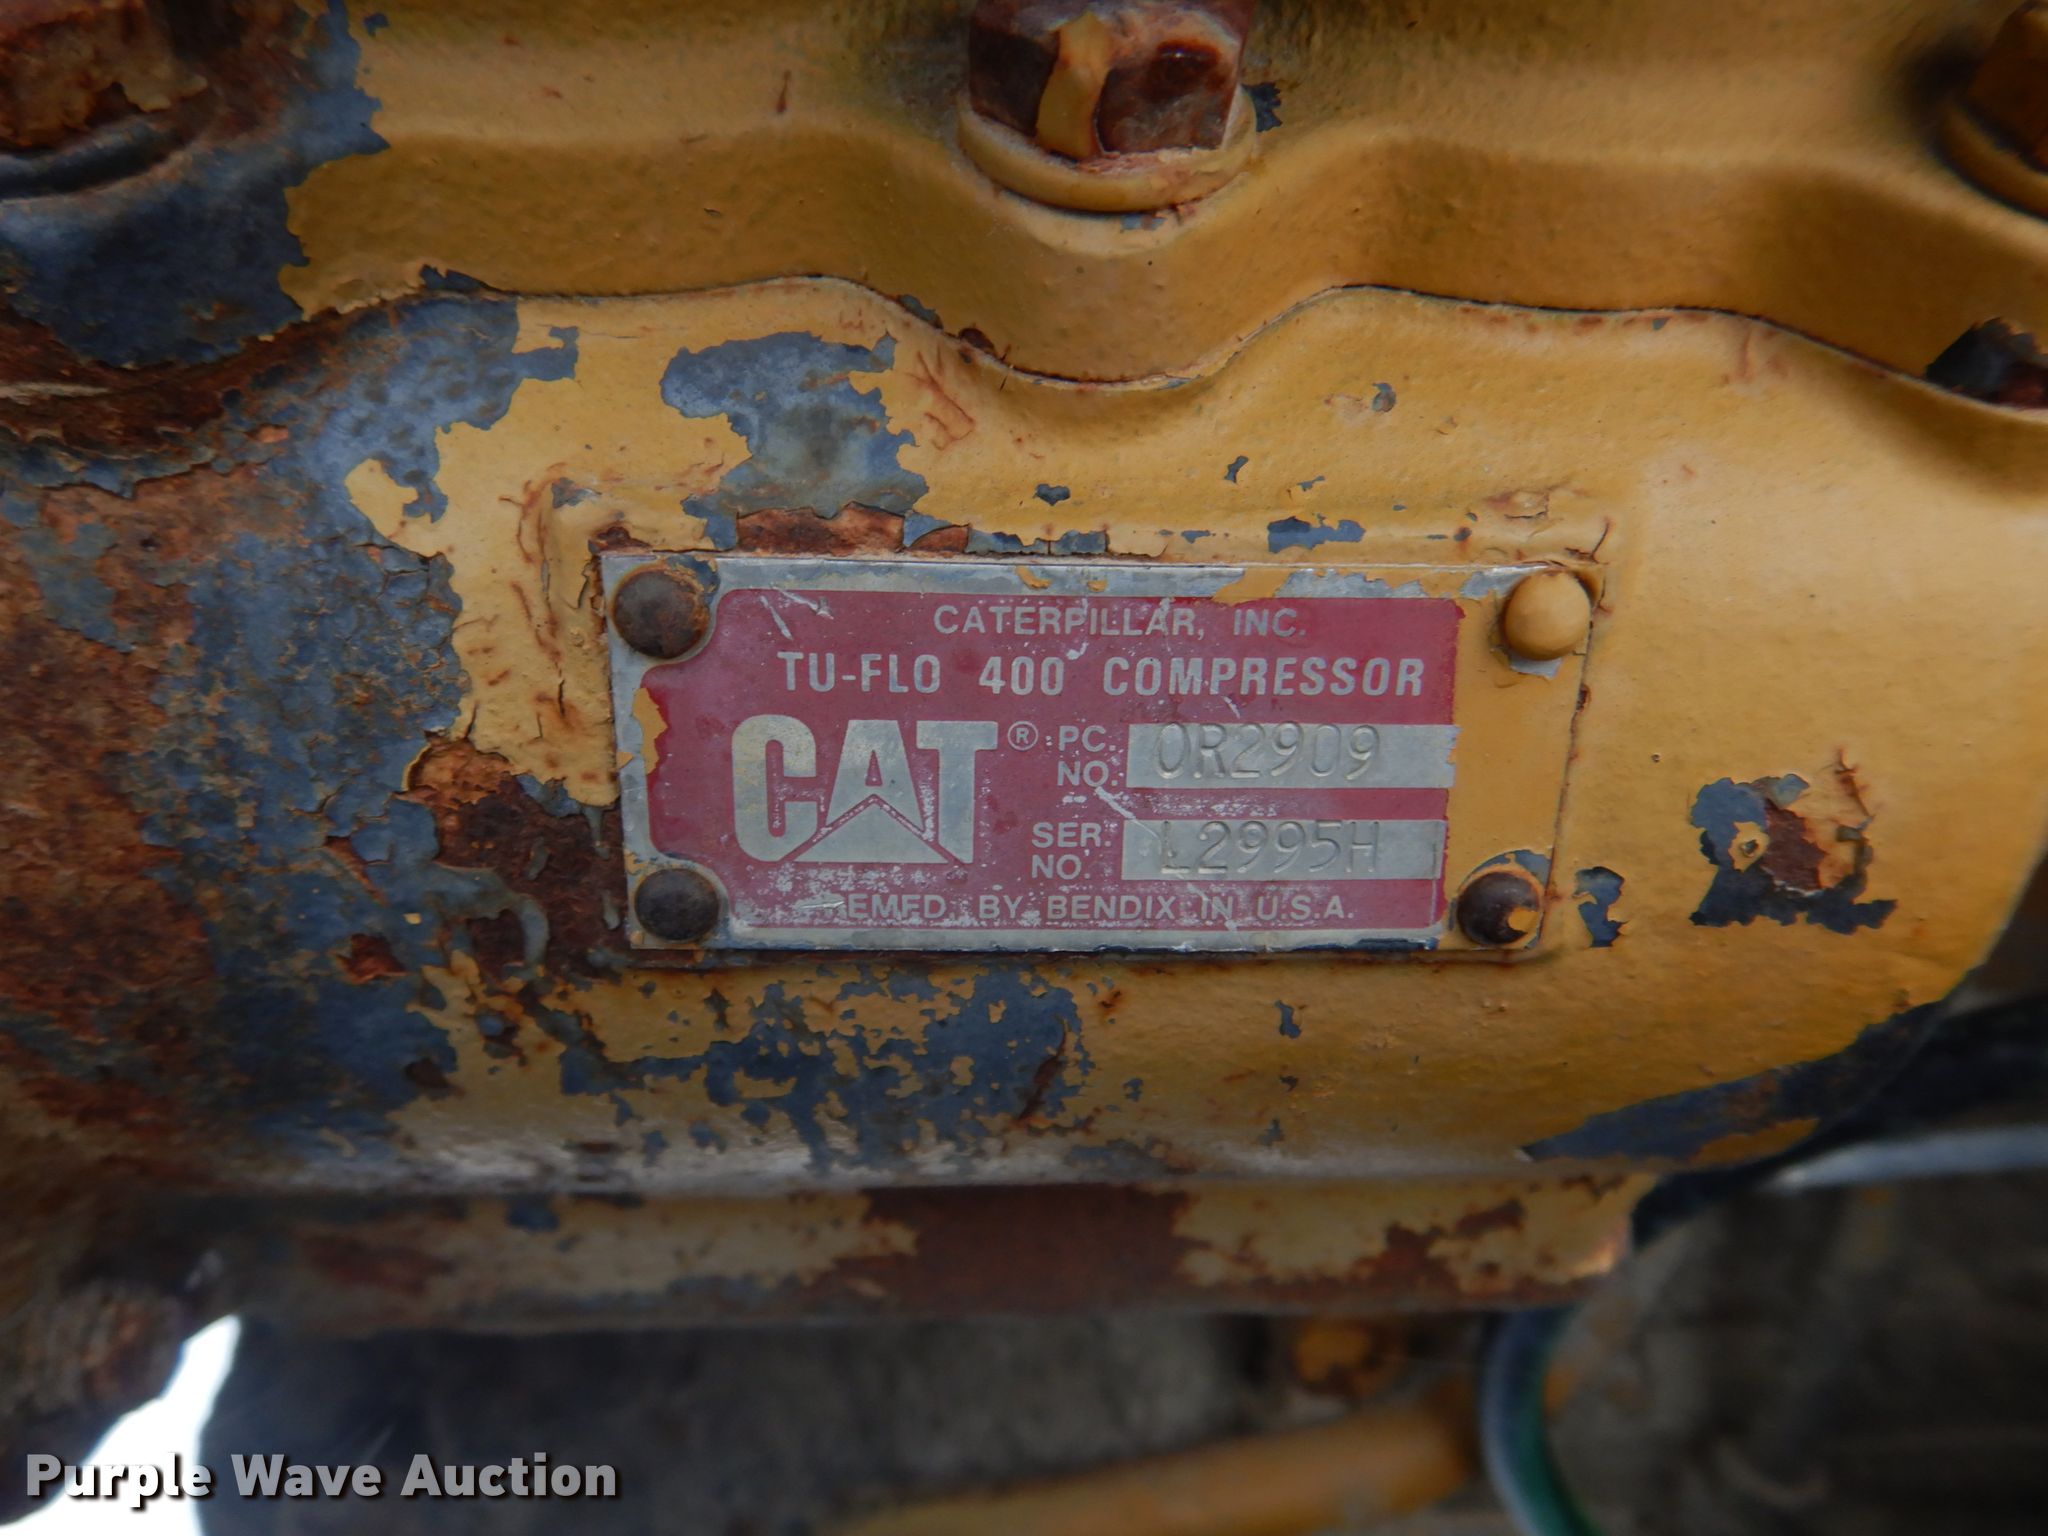 CATERPILLAR, INC.
TU-FLO 400 COMPRESSOR
CAT® PC. NO. 0R2909
SER. NO. L2995H
REMFD. BY BENDIX IN U.S.A.
Purple Wave Auction